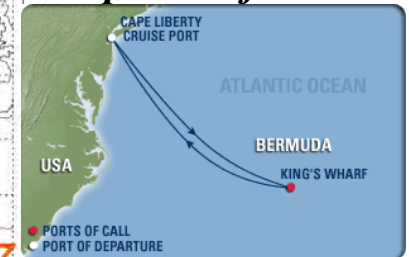 CAPE LIBERTY
CRUISE PORT
ATLANTIC OCEAN
BERMUDA
KING'S WHARF
USA
PORTS OF CALL
PORT OF DEPARTURE